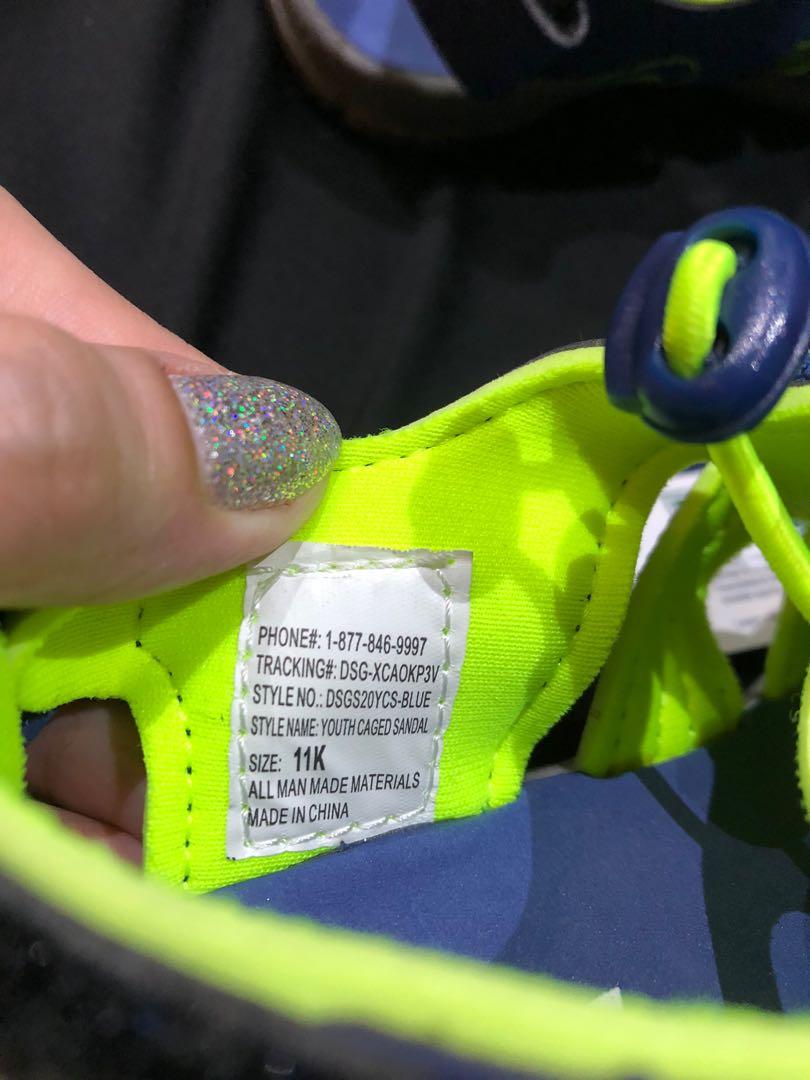 PHONE#: 1-877-846-9997
TRACKING#: DSG-XCAOKP3V
STYLE NO.: DSGS20YCS-BLUE
STYLE NAME: YOUTH CAGED SANDAL
SIZE: 11K
ALL MAN MADE MATERIALS
MADE IN CHINA